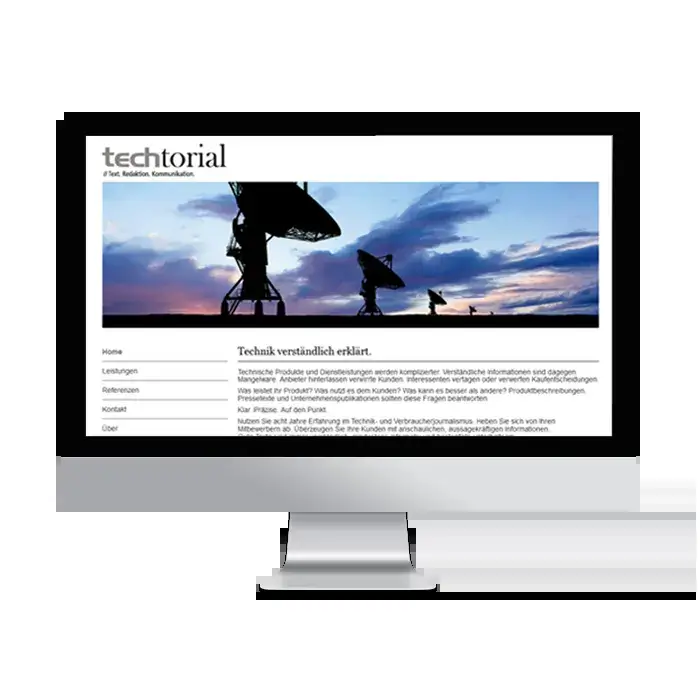 techtorial
// Text. Redaktion. Kommunikation.
Home
Leistungen
Referenzen
Kontakt
Über
Technik verständlich erklärt.
Technische Produkte und Dienstleistungen werden komplizierter. Verständliche Informationen sind dagegen
Mangelware. Anbieter hinterlassen verwirrte Kunden. Interessenten vertagen oder verwerfen Kaufentscheidungen.
Was leistet Ihr Produkt? Was nutzt es dem Kunden? Was kann es besser als andere? Produktbeschreibungen,
Pressetexte und Unternehmenspublikationen sollten diese Fragen beantworten
Klar. Präzise. Auf den Punkt.
Nutzen Sie acht Jahre Erfahrung im Technik- und Verbraucherjournalismus. Heben Sie sich von Ihren
Mitbewerbern ab. Überzeugen Sie Ihre Kunden mit anschaulichen, aussagekräftigen Informationen.